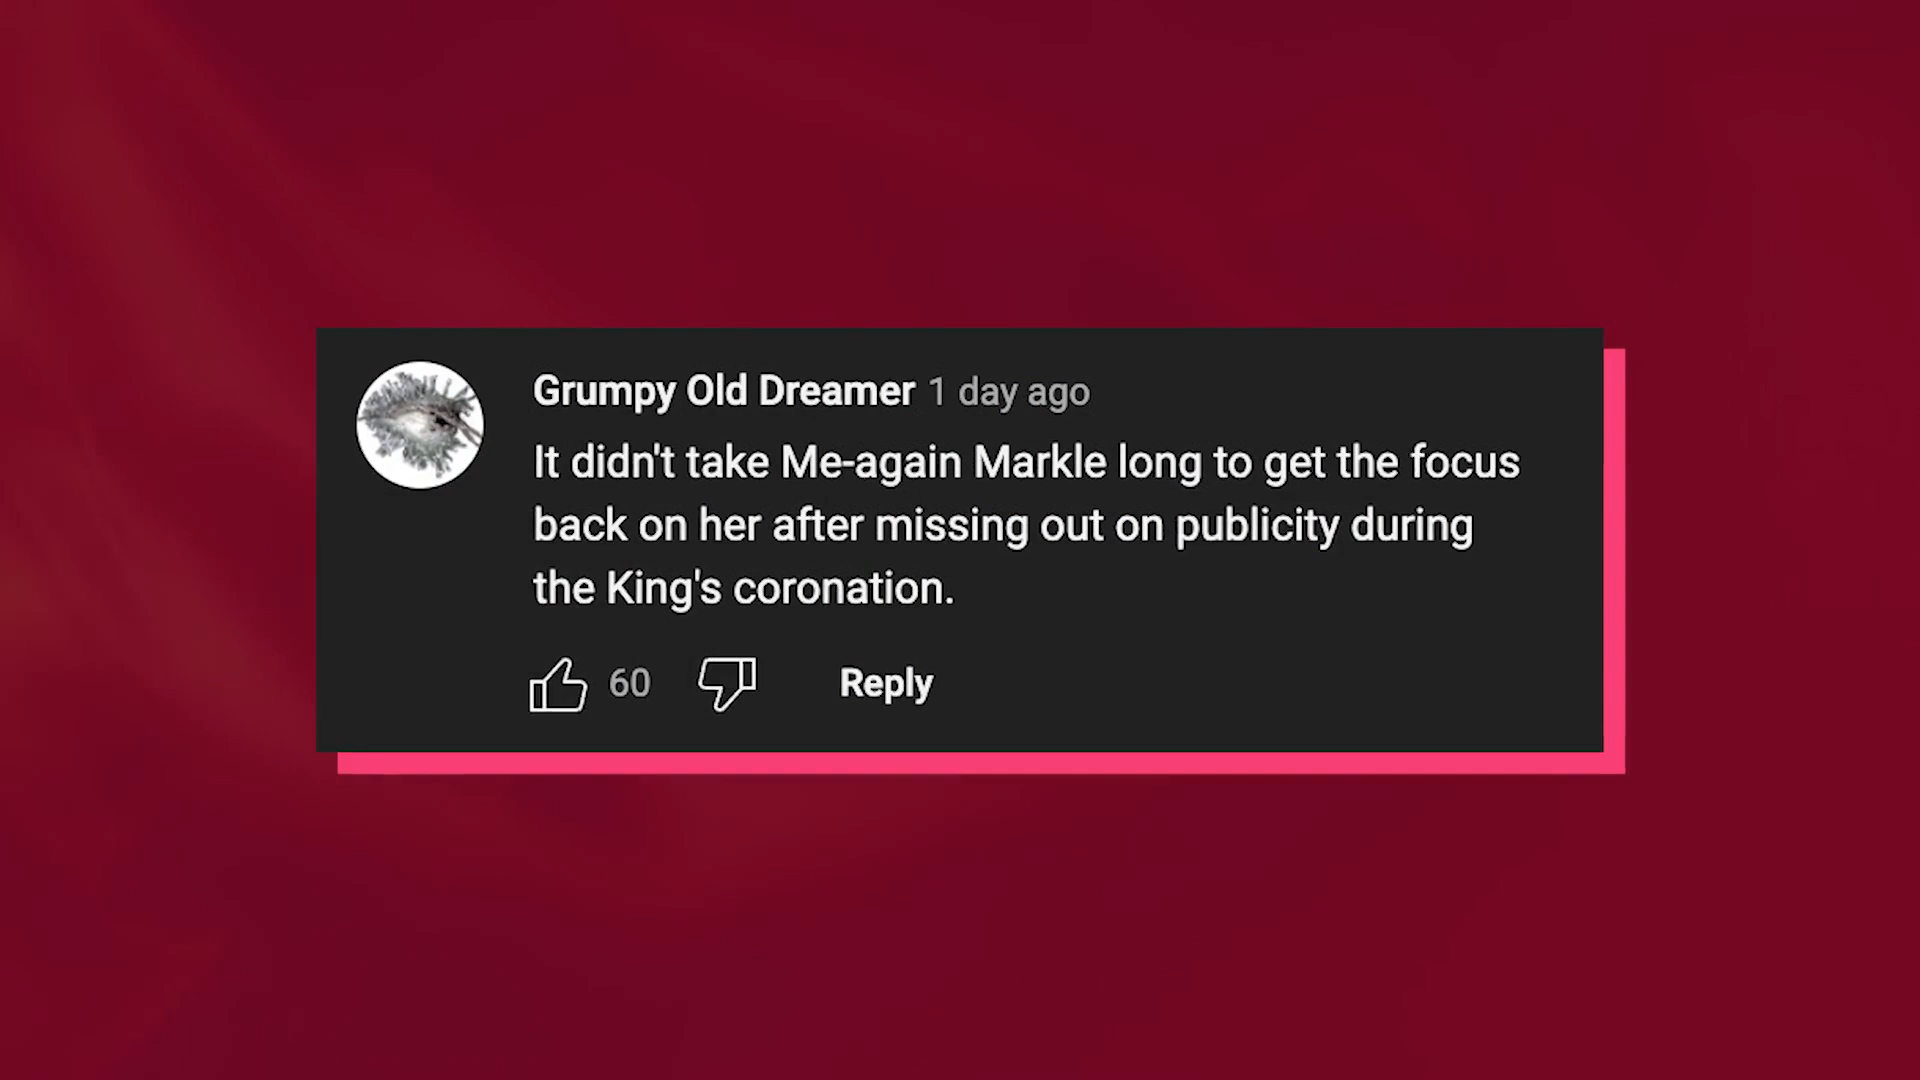 Grumpy Old Dreamer 1 day ago
It didn't take Me-again Markle long to get the focus
back on her after missing out on publicity during
the King's coronation.
60 Reply